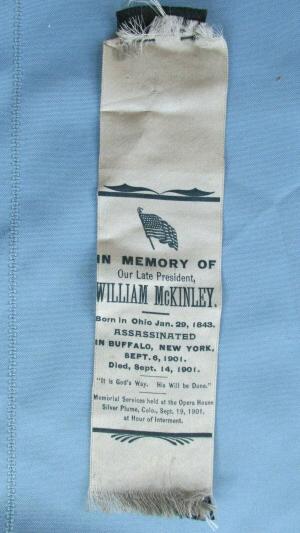 IN MEMORY OF
Our Late President,
WILLIAM McKINLEY.
Born in Ohio Jan. 29, 1843.
ASSASSINATED
IN BUFFALO, NEW YORK,
SEPT. 6, 1901.
Died, Sept. 14, 1901.
"It is God's Way. His Will be Done."
Memorial Services held at the Opera House
Silver Plume, Colo., Sept. 19, 1901,
at Hour of Interment.